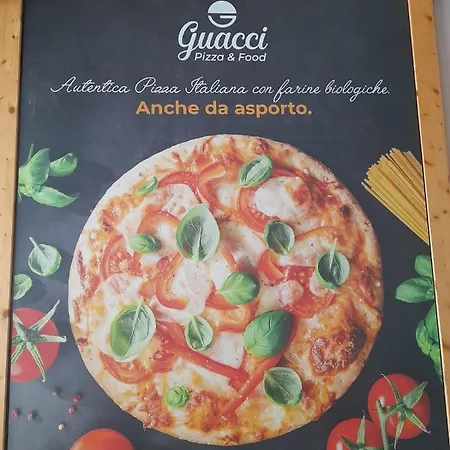 Guacci
Pizza & Food
Autentica Pizza Italiana con farine biologiche.
Anche da asporto.